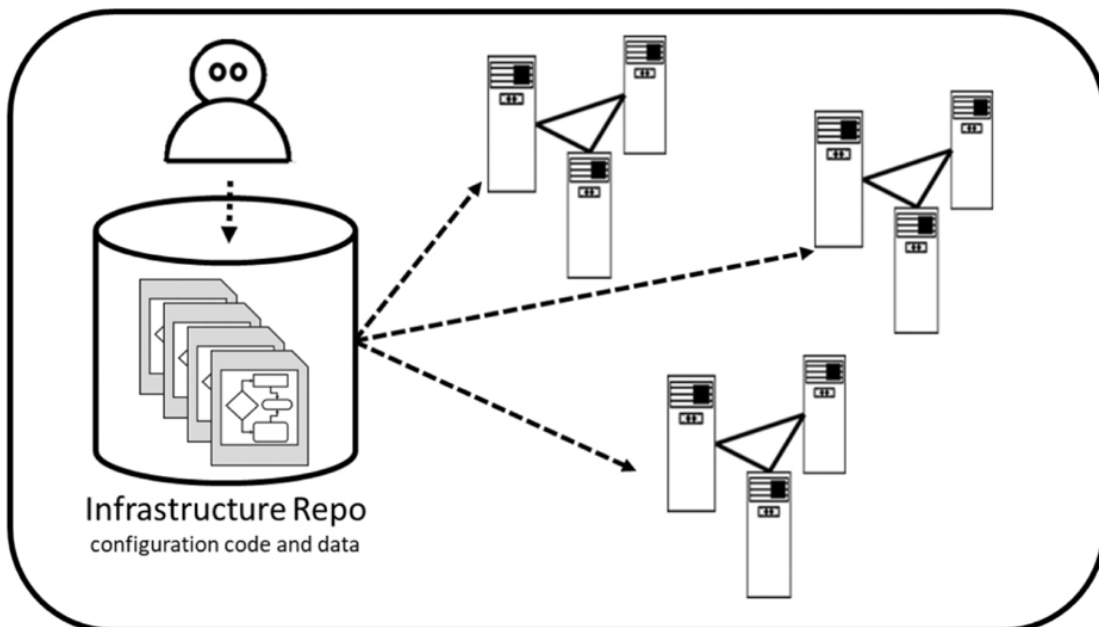 Infrastructure Repo
configuration code and data